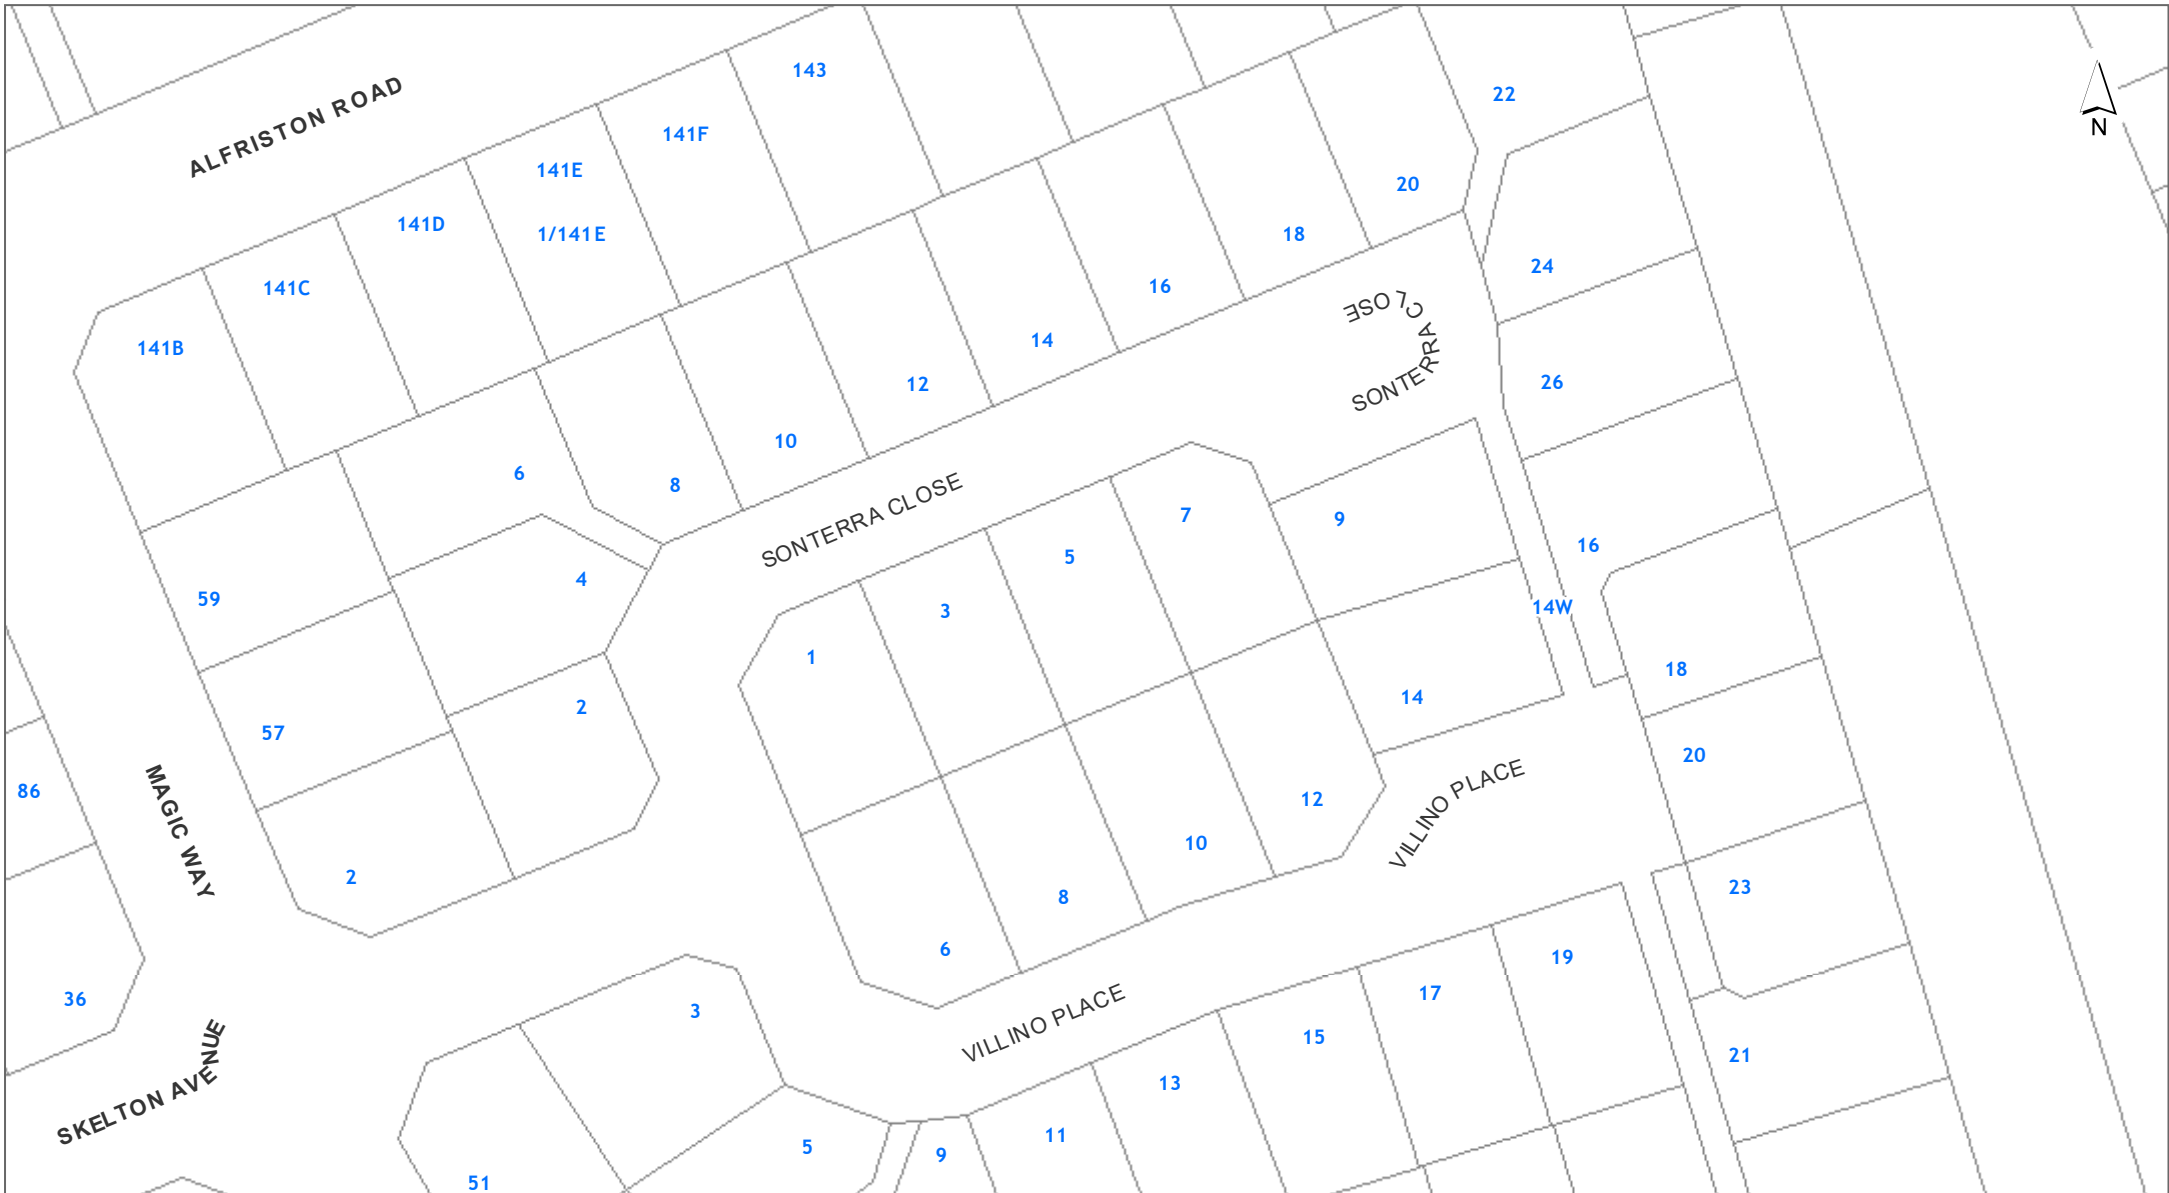 143
ALFRISTON ROAD
22
N
141F
141E
141D
1/141E
20
18
141C
24
16
SONTERRA CLOSE
141B
14
26
12
10
6
8
SONTERRA CLOSE
7
9
16
5
4
59
3
14W
1
18
14
2
57
20
VILLINO PLACE
86
MAGIC WAY
12
10
2
23
8
6
19
36
17
VILLINO PLACE
3
15
SKELTON AVENUE
21
13
11
5
9
51